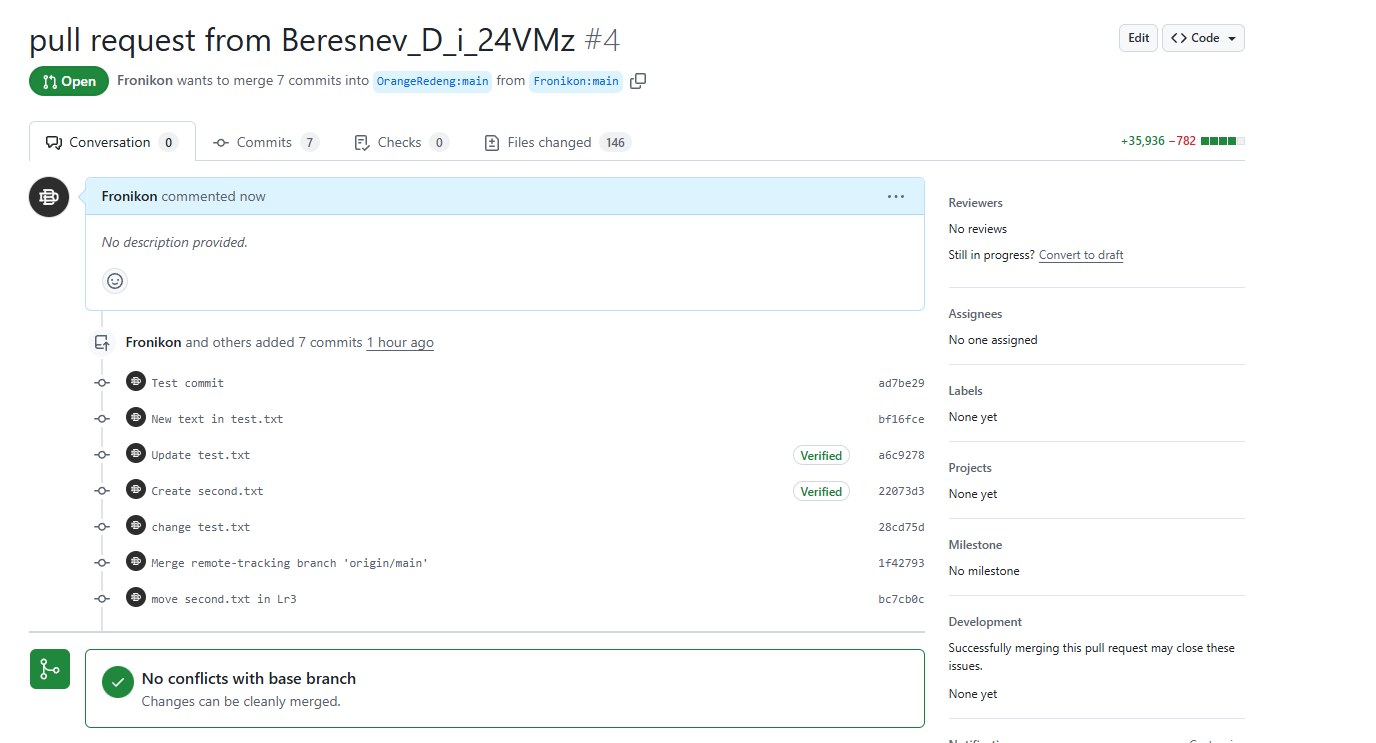 pull request from Beresnev_D_i_24VMz #4
Edit
Code
Open
Fronikon wants to merge 7 commits into OrangeRedeng:main from Fronikon:main
Conversation 0
Commits 7
Checks 0
Files changed 146
+35,936 −782
Fronikon commented now
No description provided.
Fronikon and others added 7 commits 1 hour ago
Test commit ad7be29
New text in test.txt bf16fce
Update test.txt Verified a6c9278
Create second.txt Verified 22073d3
change test.txt 28cd75d
Merge remote-tracking branch 'origin/main' 1f42793
move second.txt in Lr3 bc7cb0c
No conflicts with base branch
Changes can be cleanly merged.
Reviewers
No reviews
Still in progress? Convert to draft
Assignees
No one assigned
Labels
None yet
Projects
None yet
Milestone
No milestone
Development
Successfully merging this pull request may close these
issues.
None yet